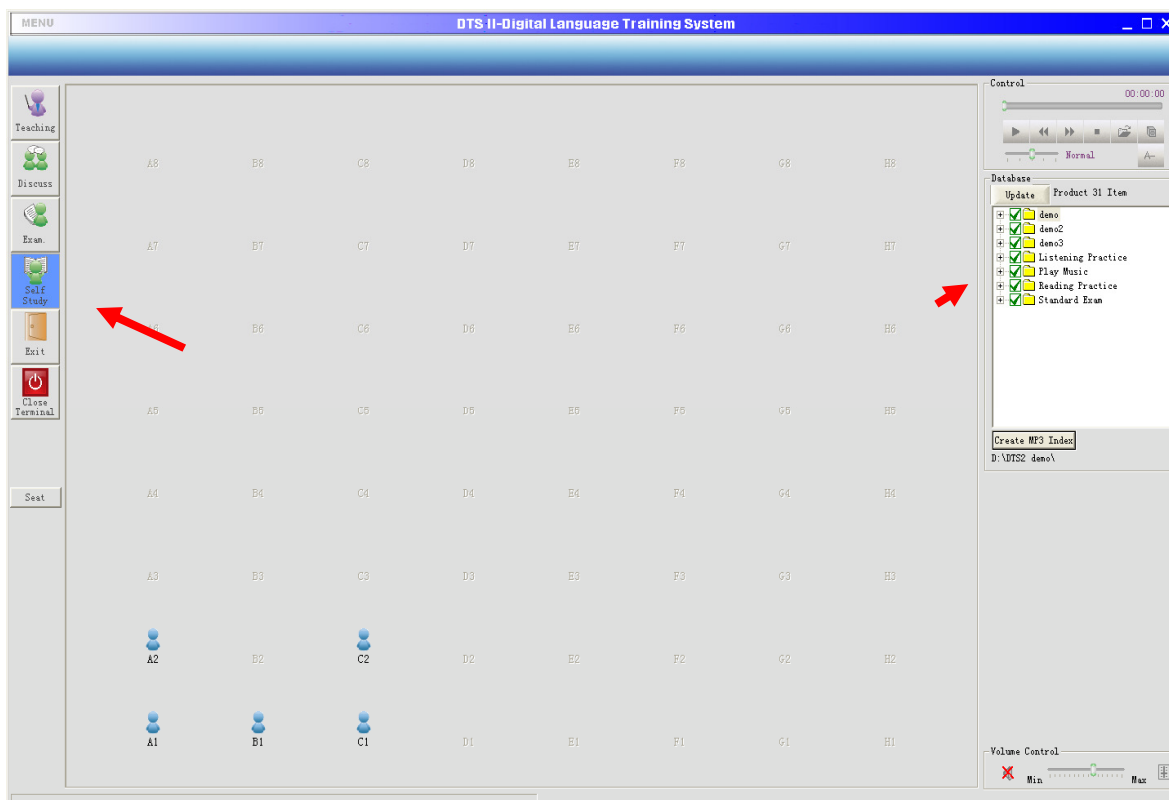 MENU
DTS II-Digital Language Training System
Teaching
Discuss
Exam.
Self
Study
Exit
Close
Terminal
Seat
A8 B8 C8 D8 E8 F8 G8 H8
A7 B7 C7 D7 E7 F7 G7 H7
B6 C6 D6 E6 F6 G6 H6
A5 B5 C5 D5 E5 F5 G5 H5
A4 B4 C4 D4 E4 F4 G4 H4
A3 B3 C3 D3 E3 F3 G3 H3
A2 B2 C2 D2 E2 F2 G2 H2
A1 B1 C1 D1 E1 F1 G1 H1
Control
00:00:00
Normal
A-
Database
Update Product 31 Item
demo
demo2
demo3
Listening Practice
Play Music
Reading Practice
Standard Exam
Create MP3 Index
D:\DTS2 demo\
Volume Control
Min Max